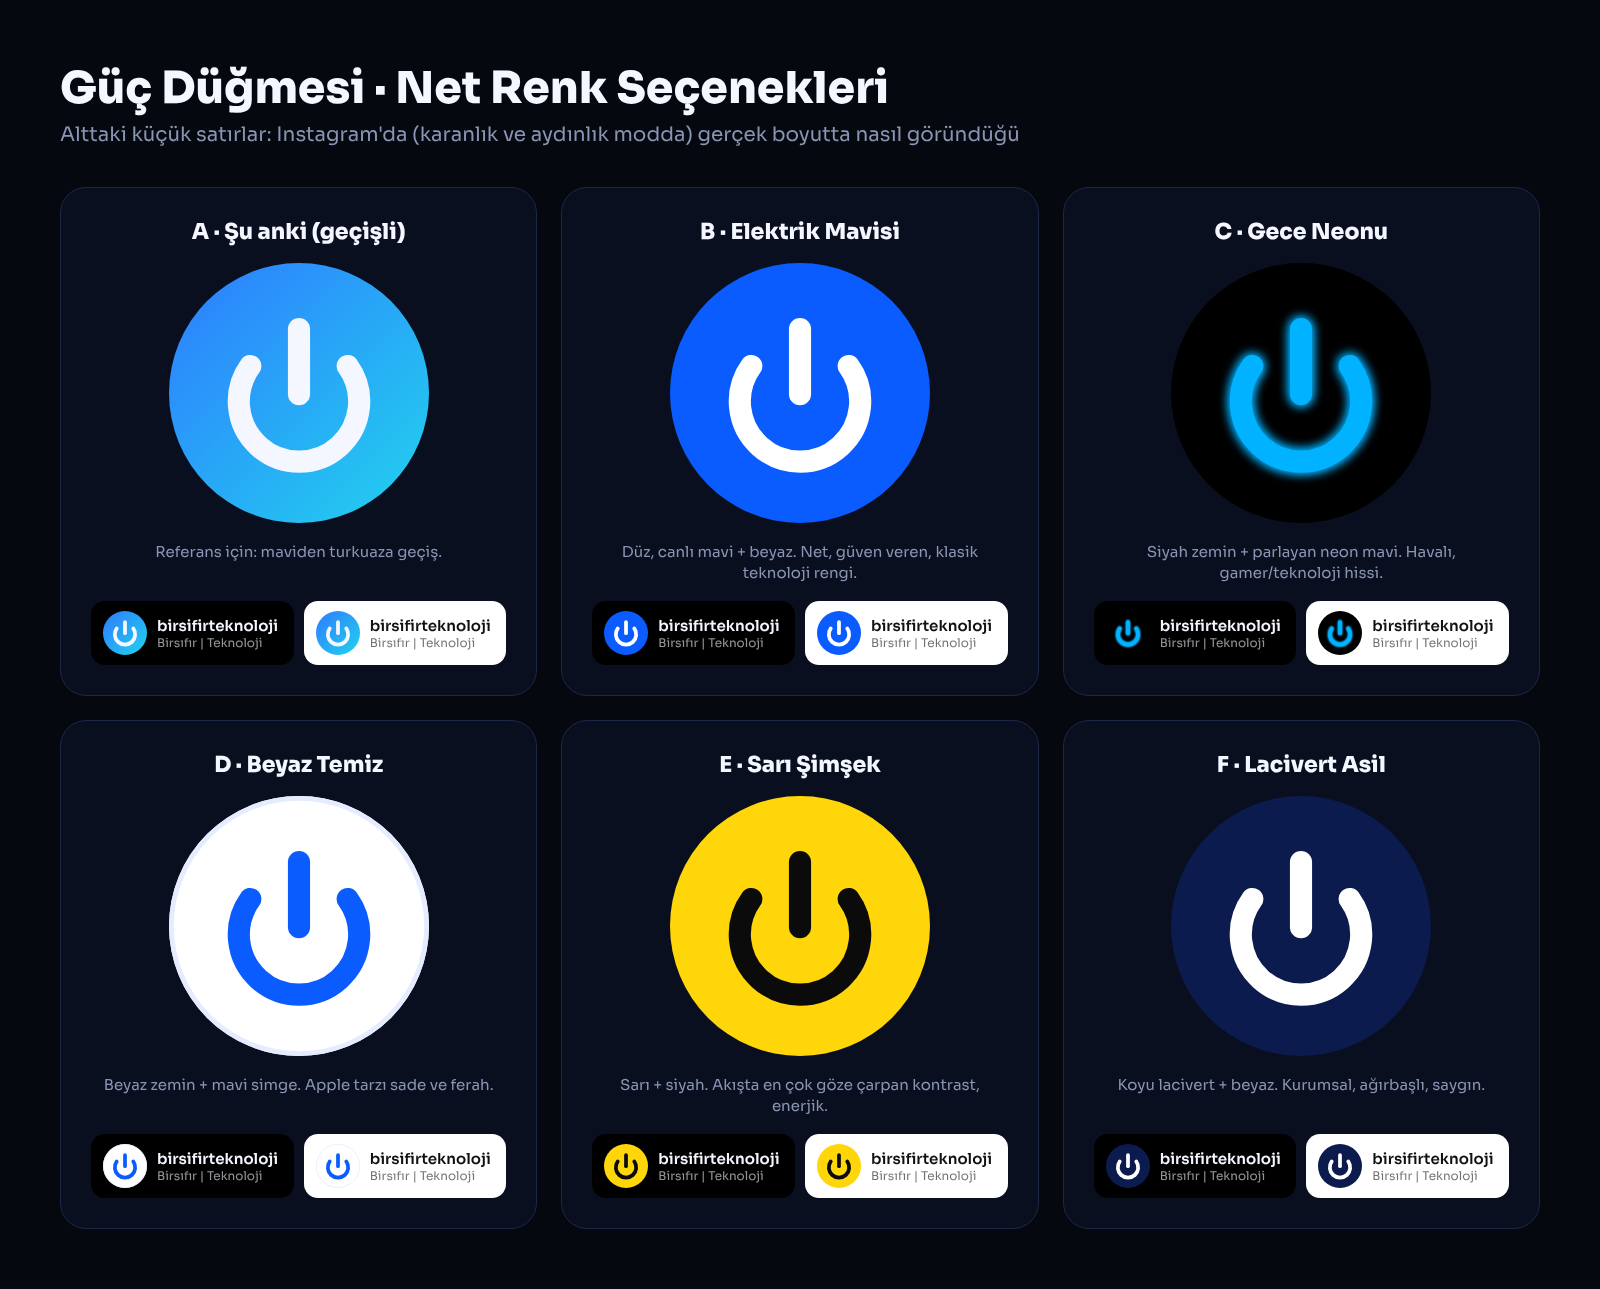 Güç Düğmesi · Net Renk Seçenekleri
Alttaki küçük satırlar: Instagram'da (karanlık ve aydınlık modda) gerçek boyutta nasıl göründüğü
A · Şu anki (geçişli)
Referans için: maviden turkuaza geçiş.
birsifirteknoloji
Birsıfır | Teknoloji
birsifirteknoloji
Birsıfır | Teknoloji
B · Elektrik Mavisi
Düz, canlı mavi + beyaz. Net, güven veren, klasik
teknoloji rengi.
birsifirteknoloji
Birsıfır | Teknoloji
birsifirteknoloji
Birsıfır | Teknoloji
C · Gece Neonu
Siyah zemin + parlayan neon mavi. Havalı,
gamer/teknoloji hissi.
birsifirteknoloji
Birsıfır | Teknoloji
birsifirteknoloji
Birsıfır | Teknoloji
D · Beyaz Temiz
Beyaz zemin + mavi simge. Apple tarzı sade ve ferah.
birsifirteknoloji
Birsıfır | Teknoloji
birsifirteknoloji
Birsıfır | Teknoloji
E · Sarı Şimşek
Sarı + siyah. Akışta en çok göze çarpan kontrast,
enerjik.
birsifirteknoloji
Birsıfır | Teknoloji
birsifirteknoloji
Birsıfır | Teknoloji
F · Lacivert Asil
Koyu lacivert + beyaz. Kurumsal, ağırbaşlı, saygın.
birsifirteknoloji
Birsıfır | Teknoloji
birsifirteknoloji
Birsıfır | Teknoloji